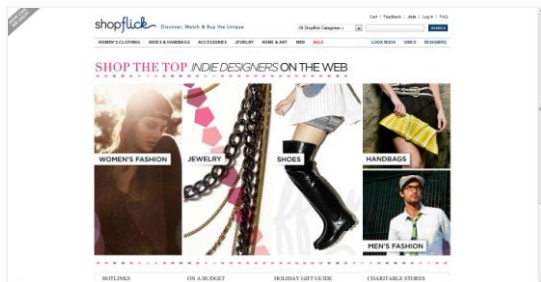 Cart | Feedback | Join | Log In | FAQ
shopflick Discover, Watch & Buy the Unique
All Shopflick Categories
SEARCH
WOMEN'S CLOTHING SHOES & HANDBAGS ACCESSORIES JEWELRY HOME & ART MEN SALE
LOOK BOOK VIDEO DESIGNERS
SHOP THE TOP INDIE DESIGNERS ON THE WEB
WOMEN'S FASHION
JEWELRY
SHOES
HANDBAGS
MEN'S FASHION
HOTLINKS ON A BUDGET HOLIDAY GIFT GUIDE CHARITABLE STORES